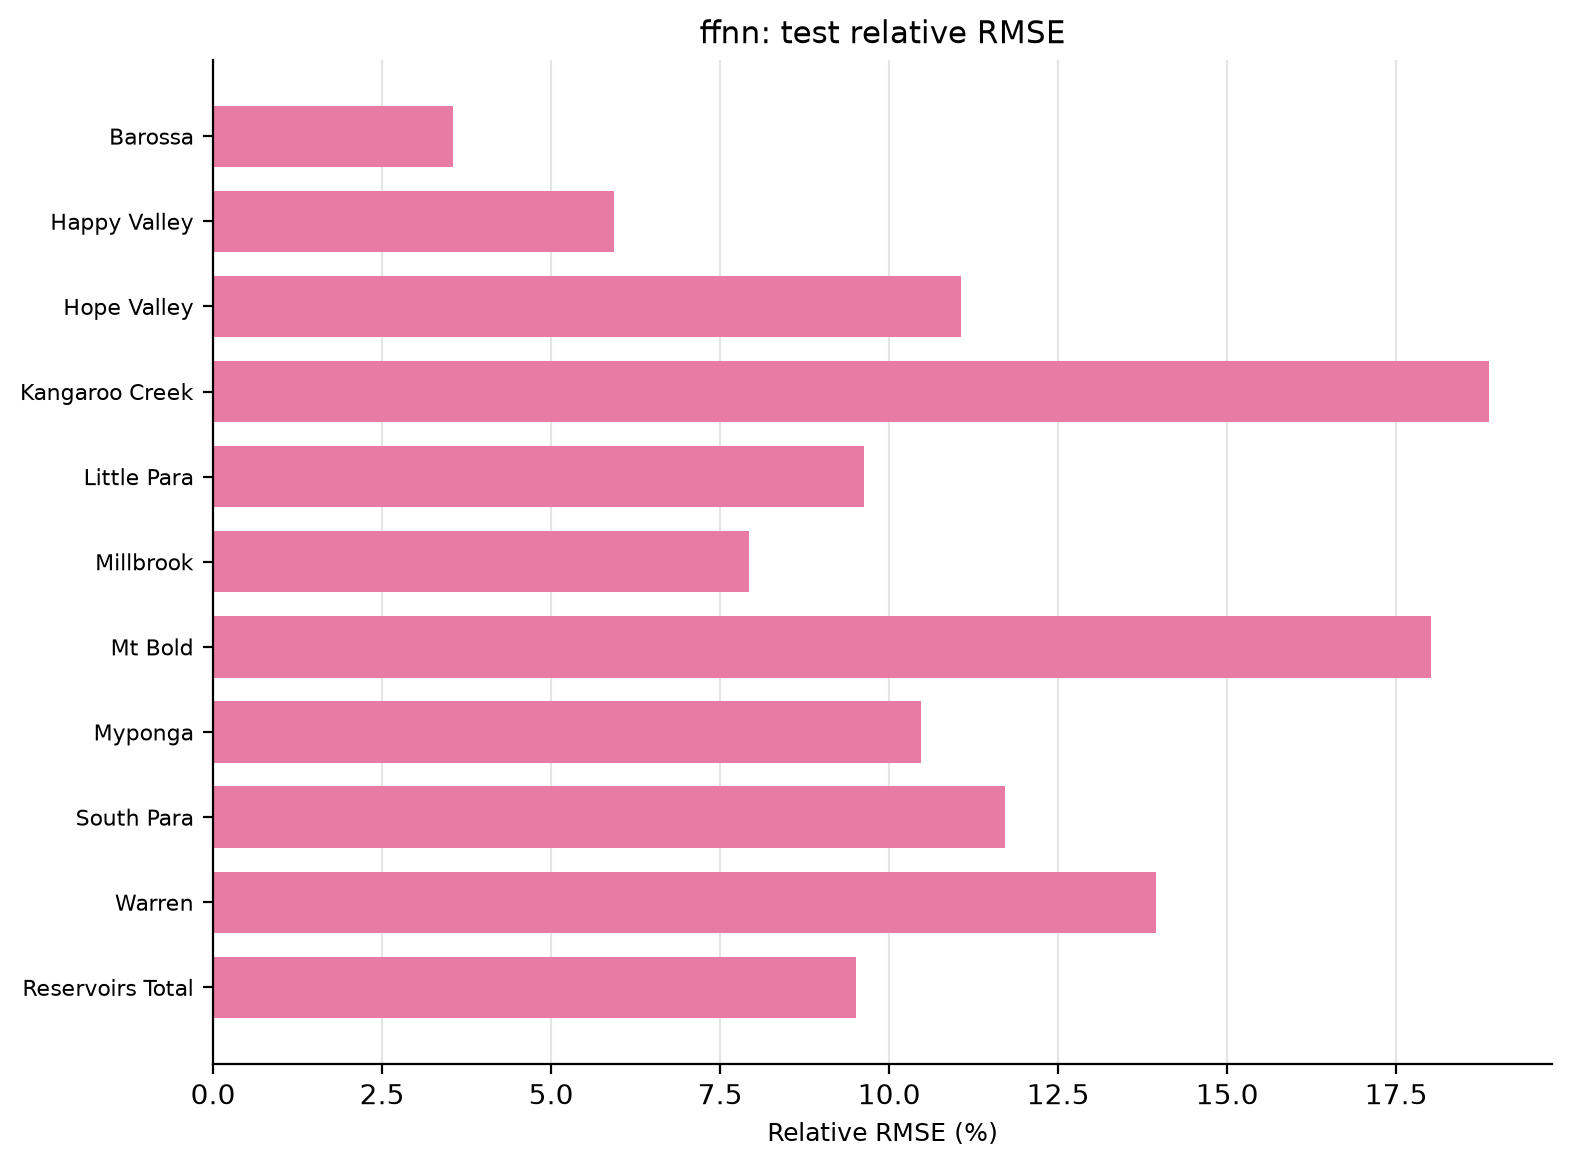 ffnn: test relative RMSE
Barossa
Happy Valley
Hope Valley
Kangaroo Creek
Little Para
Millbrook
Mt Bold
Myponga
South Para
Warren
Reservoirs Total
0.0 2.5 5.0 7.5 10.0 12.5 15.0 17.5
Relative RMSE (%)